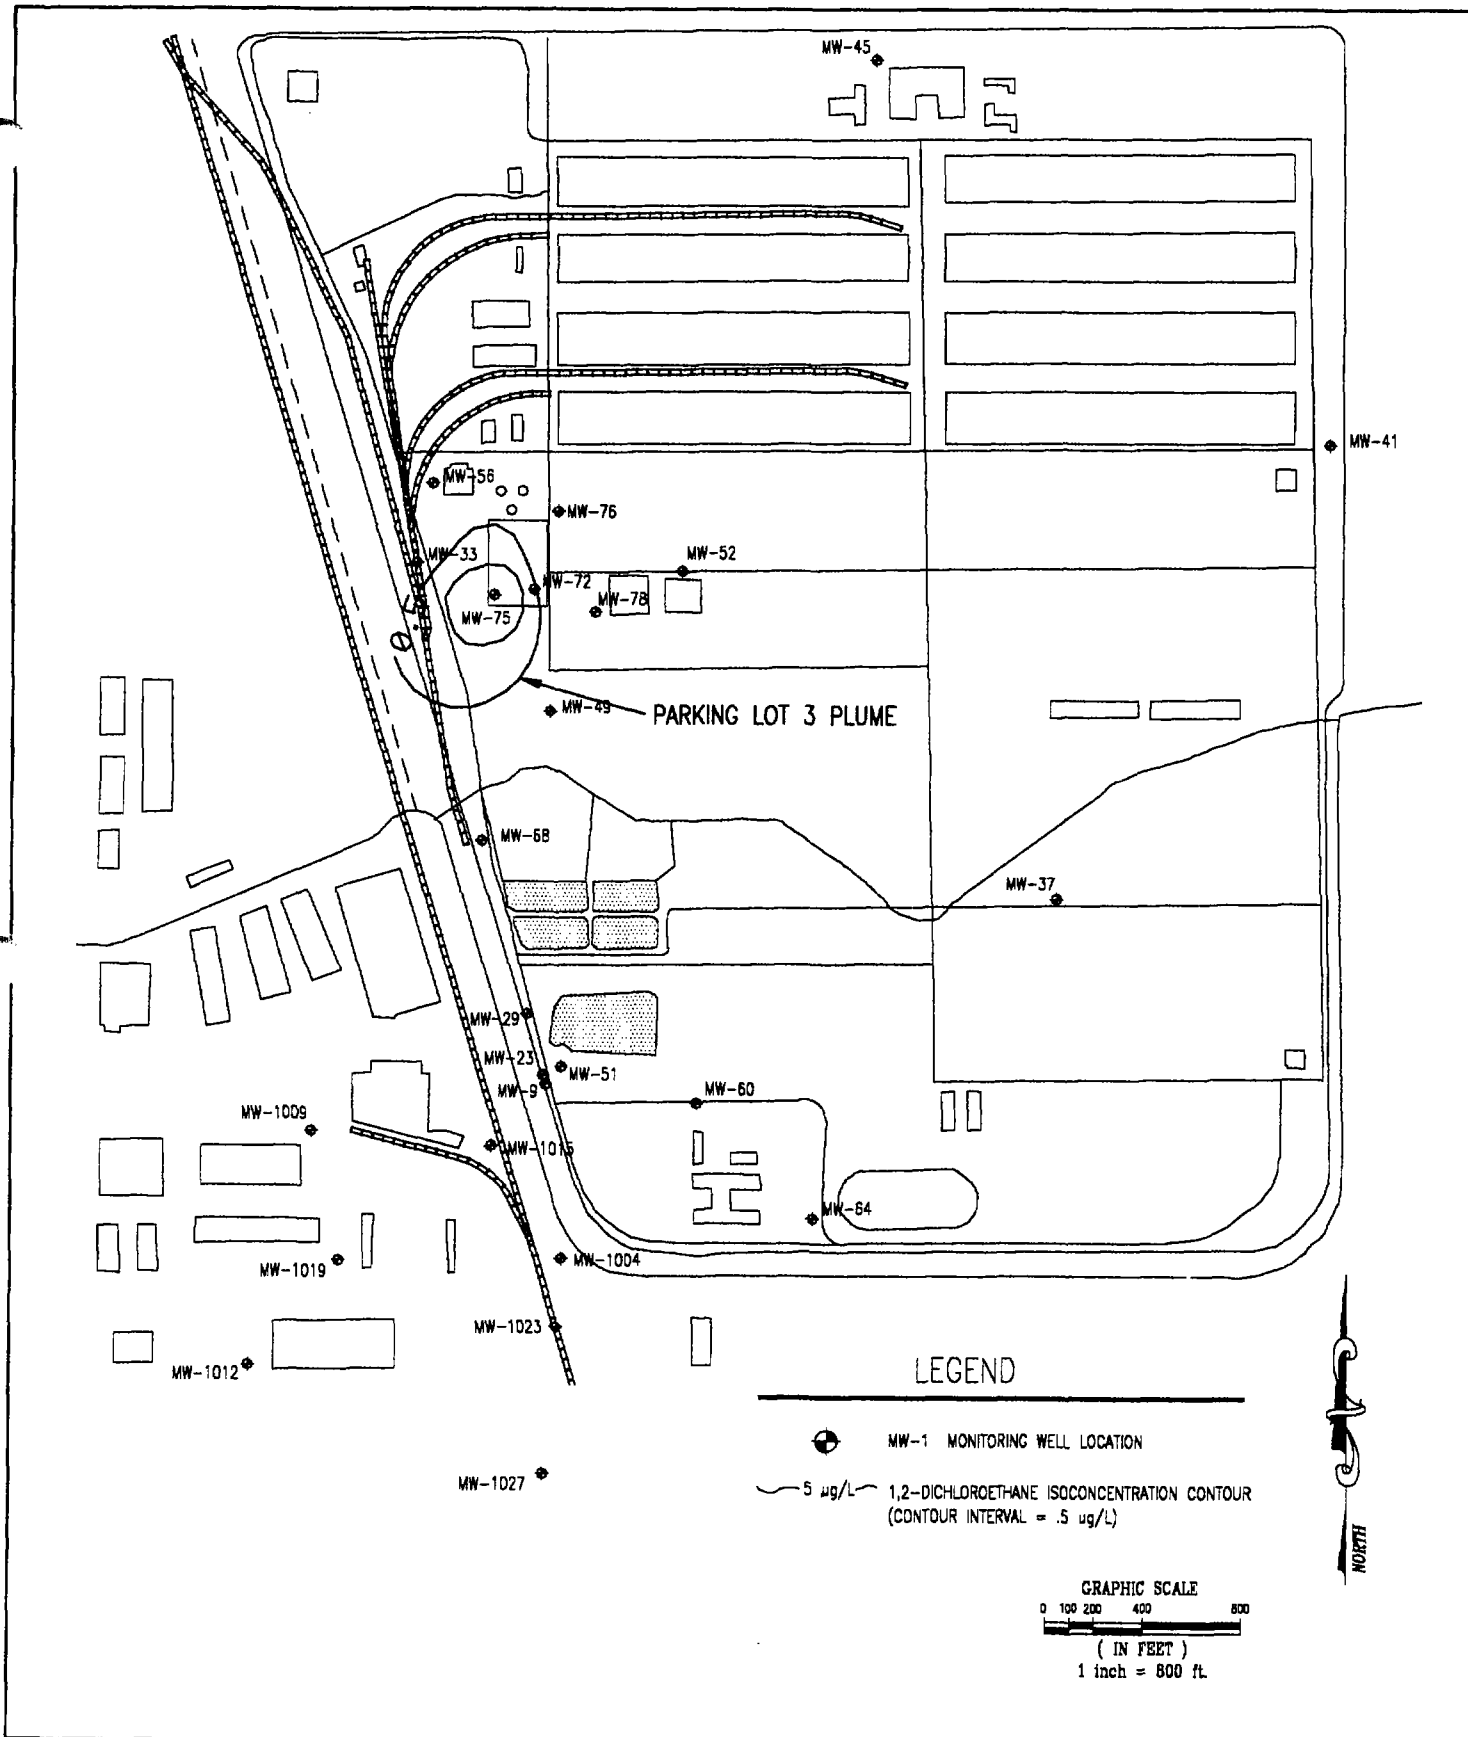 MW-45
MW-41
MW-56
MW-76
MW-33
MW-52
MW-72
MW-78
MW-75
0.5
MW-49
PARKING LOT 3 PLUME
MW-68
MW-37
MW-29
MW-23
MW-51
MW-9
MW-60
MW-1009
MW-1015
MW-64
MW-1004
MW-1019
MW-1023
MW-1012
LEGEND
MW-1 MONITORING WELL LOCATION
MW-1027
5 ug/L 1,2-DICHLOROETHANE ISOCONCENTRATION CONTOUR
(CONTOUR INTERVAL = .5 ug/L)
NORTH
GRAPHIC SCALE
0 100 200 400 800
( IN FEET )
1 inch = 800 ft.